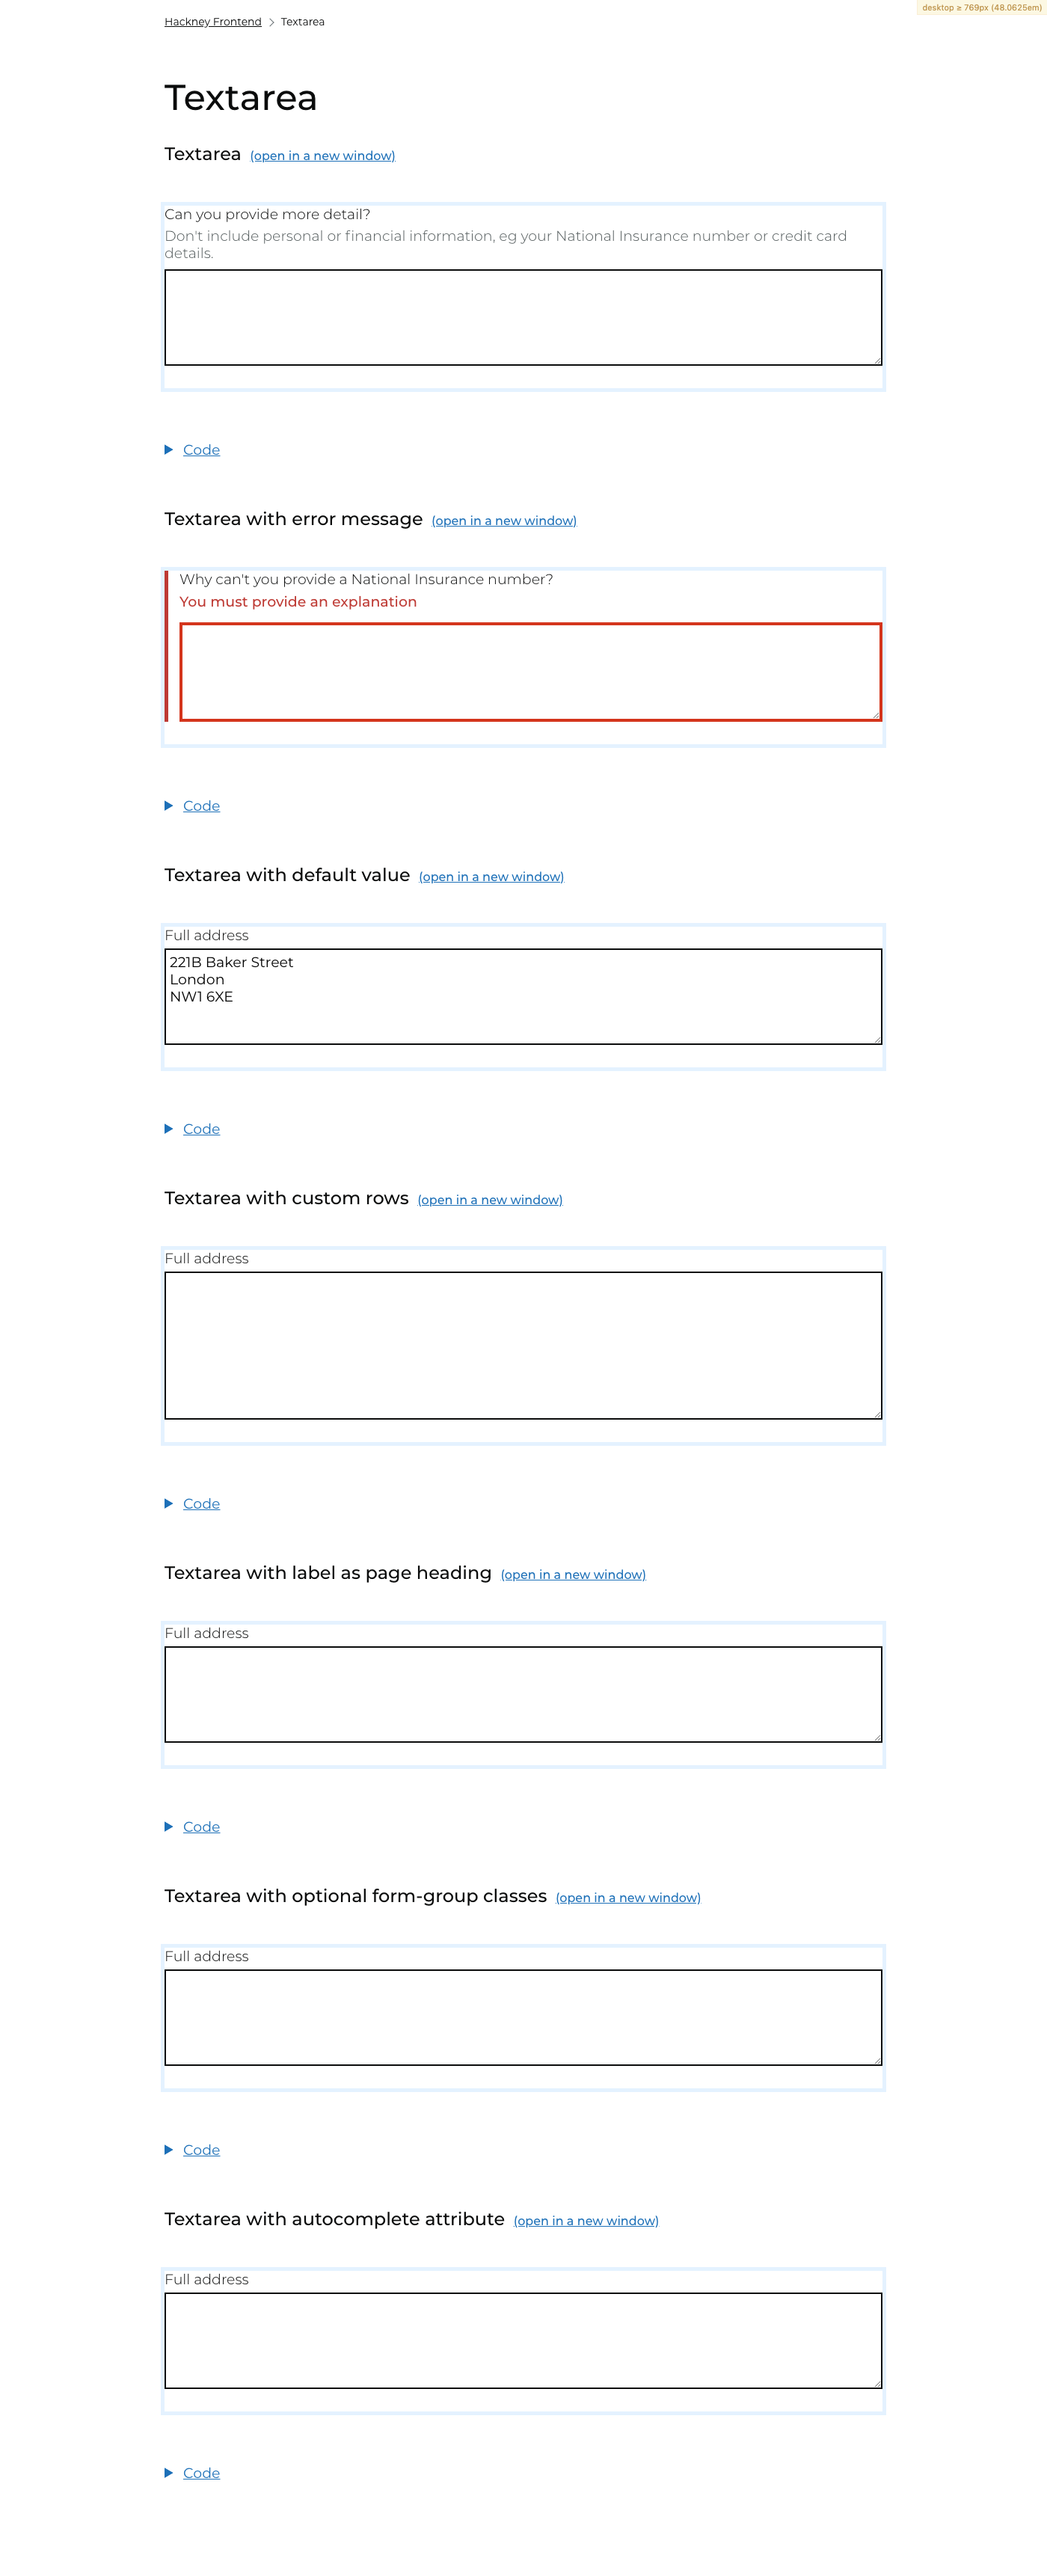 Hackney Frontend > Textarea
desktop ≥ 769px (48.0625em)
Textarea
Textarea (open in a new window)
Can you provide more detail?
Don't include personal or financial information, eg your National Insurance number or credit card
details.
Code
Textarea with error message (open in a new window)
Why can't you provide a National Insurance number?
You must provide an explanation
Code
Textarea with default value (open in a new window)
Full address
221B Baker Street
London
NW1 6XE
Code
Textarea with custom rows (open in a new window)
Full address
Code
Textarea with label as page heading (open in a new window)
Full address
Code
Textarea with optional form-group classes (open in a new window)
Full address
Code
Textarea with autocomplete attribute (open in a new window)
Full address
Code